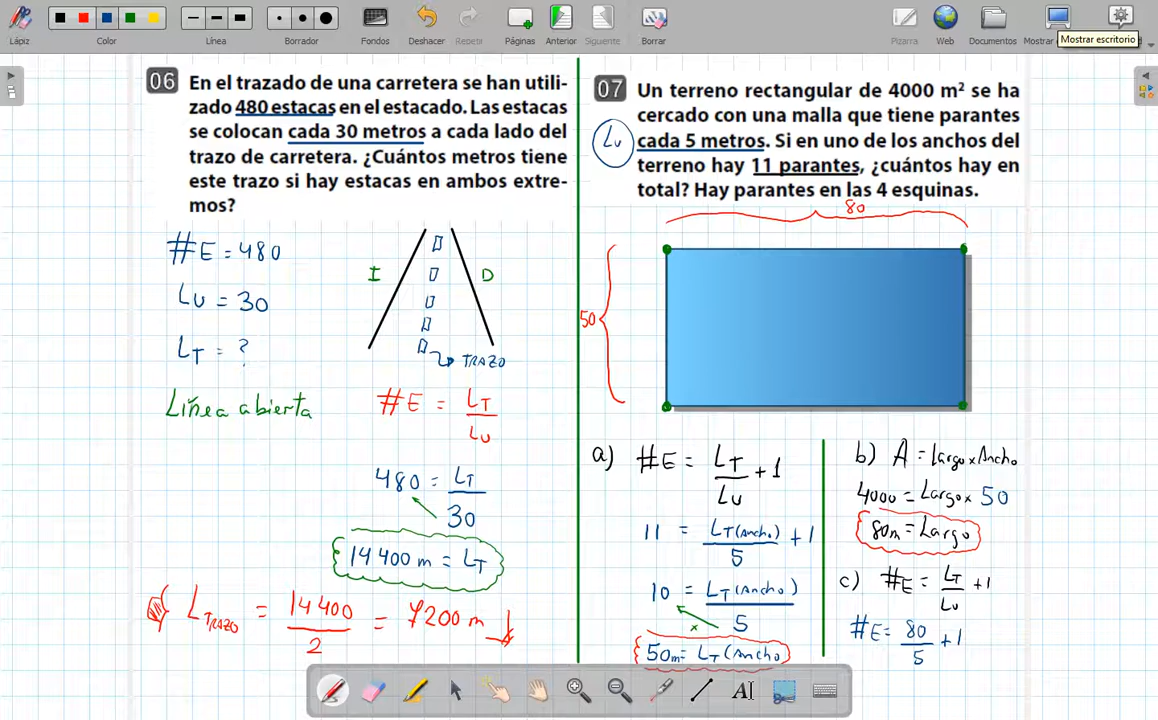 Lápiz
Color
Línea
Borrador
Fondos
Deshacer
Repetir
Páginas
Anterior
Siguiente
Borrar
Pizarra
Web
Documentos
Mostrar
Mostrar escritorio
06
En el trazado de una carretera se han utili-
zado 480 estacas en el estacado. Las estacas
se colocan cada 30 metros a cada lado del
trazo de carretera. ¿Cuántos metros tiene
este trazo si hay estacas en ambos extre-
mos?
#E = 480
LU = 30
LT = ?
Línea abierta
I
D
TRAZO
#E = LT / LU
480 = LT / 30
14 400 m = LT
LTRAZO = 14 400 / 2 = 7200 m
07
Un terreno rectangular de 4000 m² se ha
cercado con una malla que tiene parantes
Lu
cada 5 metros. Si en uno de los anchos del
terreno hay 11 parantes, ¿cuántos hay en
total? Hay parantes en las 4 esquinas.
80
50
a) #E = LT / LU + 1
11 = LT(Ancho) / 5 + 1
10 = LT(Ancho) / 5
x
50m = LT(Ancho
b) A = Largo x Ancho
4000 = Largo x 50
80m = Largo
c) #E = LT / LU + 1
#E = 80 / 5 + 1